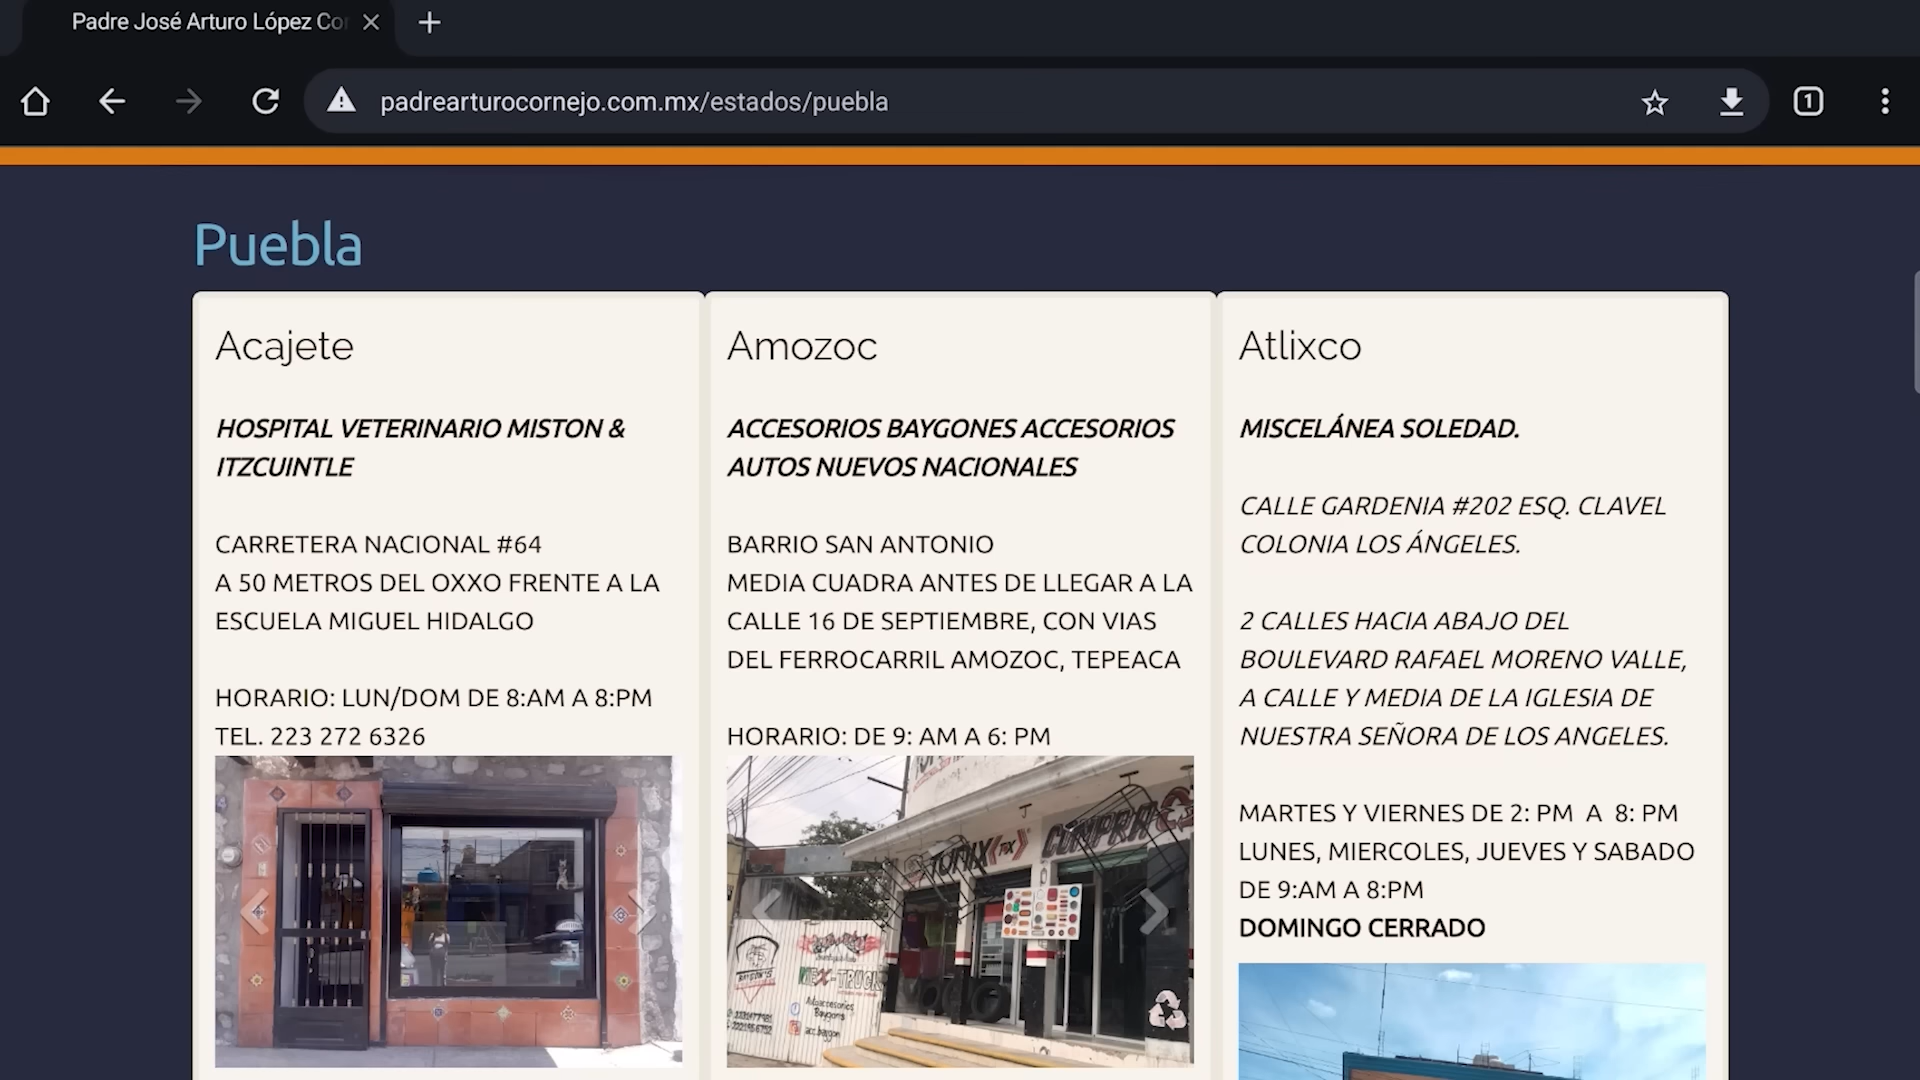 Padre José Arturo López Co
padrearturocornejo.com.mx/estados/puebla
1
Puebla
Acajete
HOSPITAL VETERINARIO MISTON &
ITZCUINTLE
CARRETERA NACIONAL #64
A 50 METROS DEL OXXO FRENTE A LA
ESCUELA MIGUEL HIDALGO
HORARIO: LUN/DOM DE 8:AM A 8:PM
TEL. 223 272 6326
Amozoc
ACCESORIOS BAYGONES ACCESORIOS
AUTOS NUEVOS NACIONALES
BARRIO SAN ANTONIO
MEDIA CUADRA ANTES DE LLEGAR A LA
CALLE 16 DE SEPTIEMBRE, CON VIAS
DEL FERROCARRIL AMOZOC, TEPEACA
HORARIO: DE 9: AM A 6: PM
COMPRA
MEX-TRUCK
Atlixco
MISCELÁNEA SOLEDAD.
CALLE GARDENIA #202 ESQ. CLAVEL
COLONIA LOS ÁNGELES.
2 CALLES HACIA ABAJO DEL
BOULEVARD RAFAEL MORENO VALLE,
A CALLE Y MEDIA DE LA IGLESIA DE
NUESTRA SEÑORA DE LOS ANGELES.
MARTES Y VIERNES DE 2: PM A 8: PM
LUNES, MIERCOLES, JUEVES Y SABADO
DE 9:AM A 8:PM
DOMINGO CERRADO